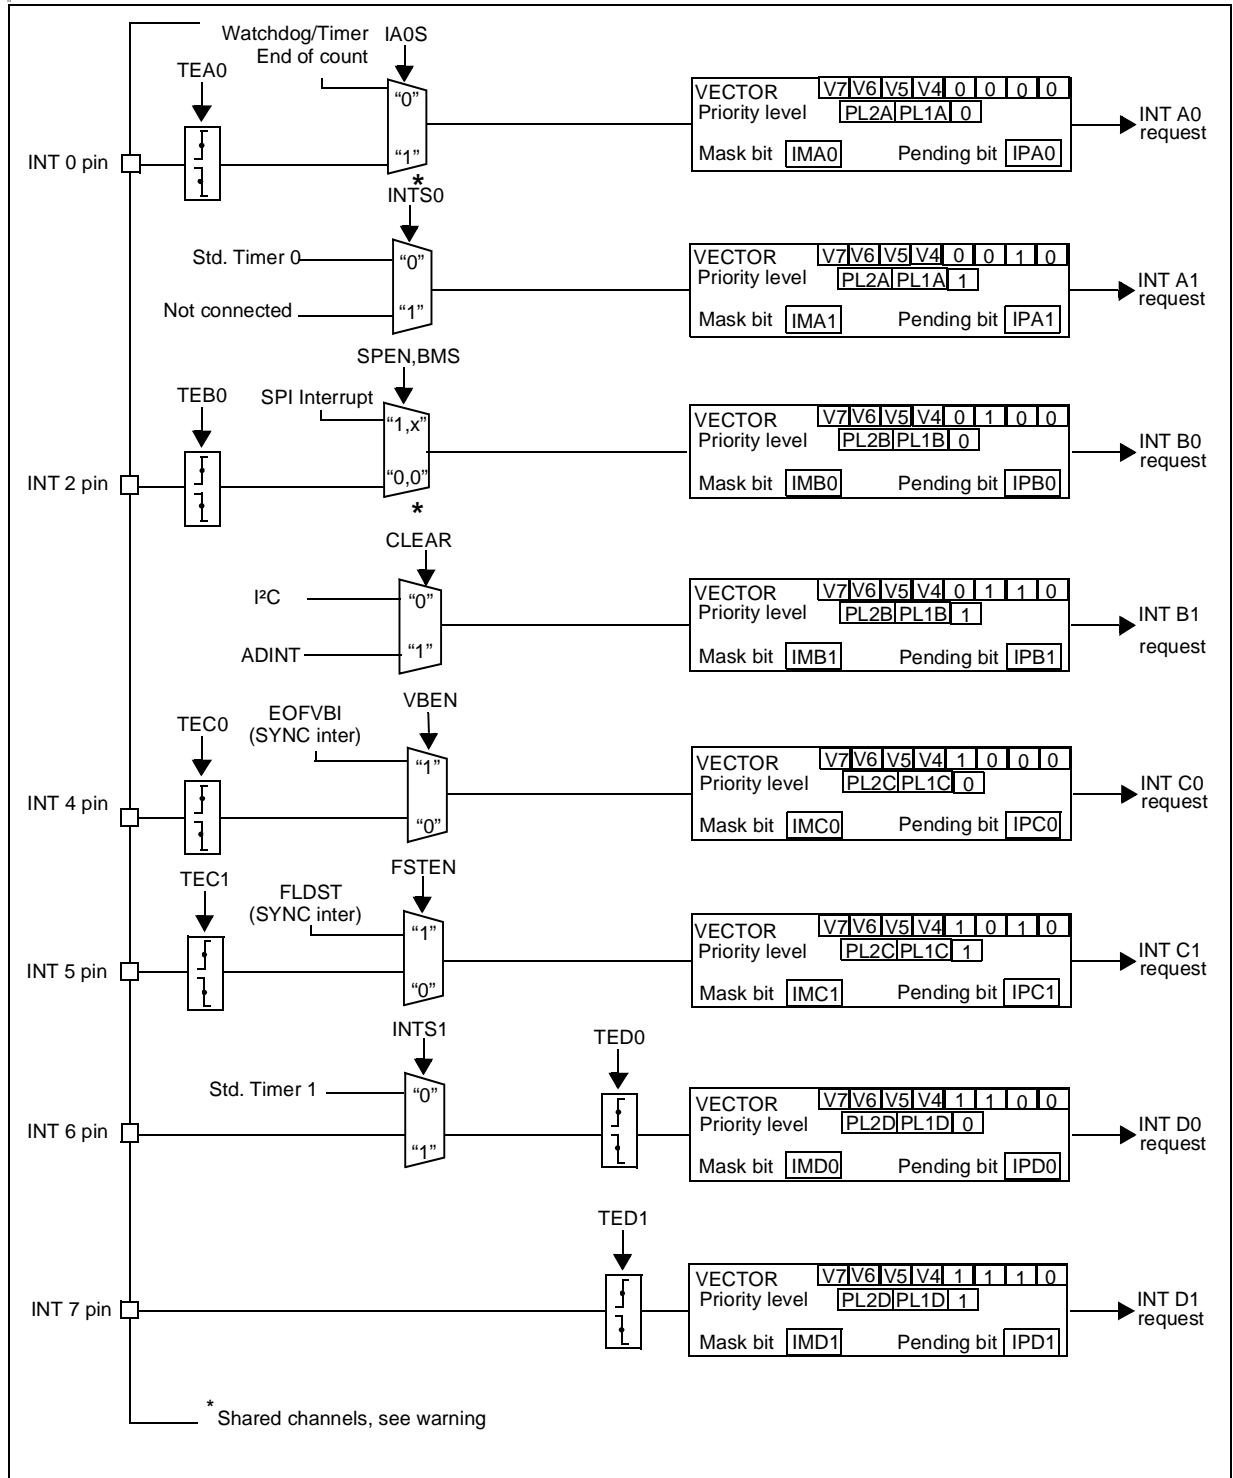 Watchdog/Timer IA0S
End of count
TEA0
"0"
"1"
*
INT 0 pin
VECTOR V7 V6 V5 V4 0 0 0 0
Priority level PL2A PL1A 0
Mask bit IMA0 Pending bit IPA0
INT A0
request
INTS0
Std. Timer 0 "0"
Not connected "1"
VECTOR V7 V6 V5 V4 0 0 1 0
Priority level PL2A PL1A 1
Mask bit IMA1 Pending bit IPA1
INT A1
request
SPEN,BMS
TEB0 SPI Interrupt
"1,x"
"0,0"
*
INT 2 pin
VECTOR V7 V6 V5 V4 0 1 0 0
Priority level PL2B PL1B 0
Mask bit IMB0 Pending bit IPB0
INT B0
request
CLEAR
I²C "0"
ADINT "1"
VECTOR V7 V6 V5 V4 0 1 1 0
Priority level PL2B PL1B 1
Mask bit IMB1 Pending bit IPB1
INT B1
request
VBEN
EOFVBI
(SYNC inter)
TEC0
"1"
"0"
INT 4 pin
VECTOR V7 V6 V5 V4 1 0 0 0
Priority level PL2C PL1C 0
Mask bit IMC0 Pending bit IPC0
INT C0
request
FSTEN
TEC1
FLDST
(SYNC inter)
"1"
"0"
INT 5 pin
VECTOR V7 V6 V5 V4 1 0 1 0
Priority level PL2C PL1C 1
Mask bit IMC1 Pending bit IPC1
INT C1
request
INTS1
TED0
Std. Timer 1 "0"
"1"
INT 6 pin
VECTOR V7 V6 V5 V4 1 1 0 0
Priority level PL2D PL1D 0
Mask bit IMD0 Pending bit IPD0
INT D0
request
TED1
INT 7 pin
VECTOR V7 V6 V5 V4 1 1 1 0
Priority level PL2D PL1D 1
Mask bit IMD1 Pending bit IPD1
INT D1
request
* Shared channels, see warning